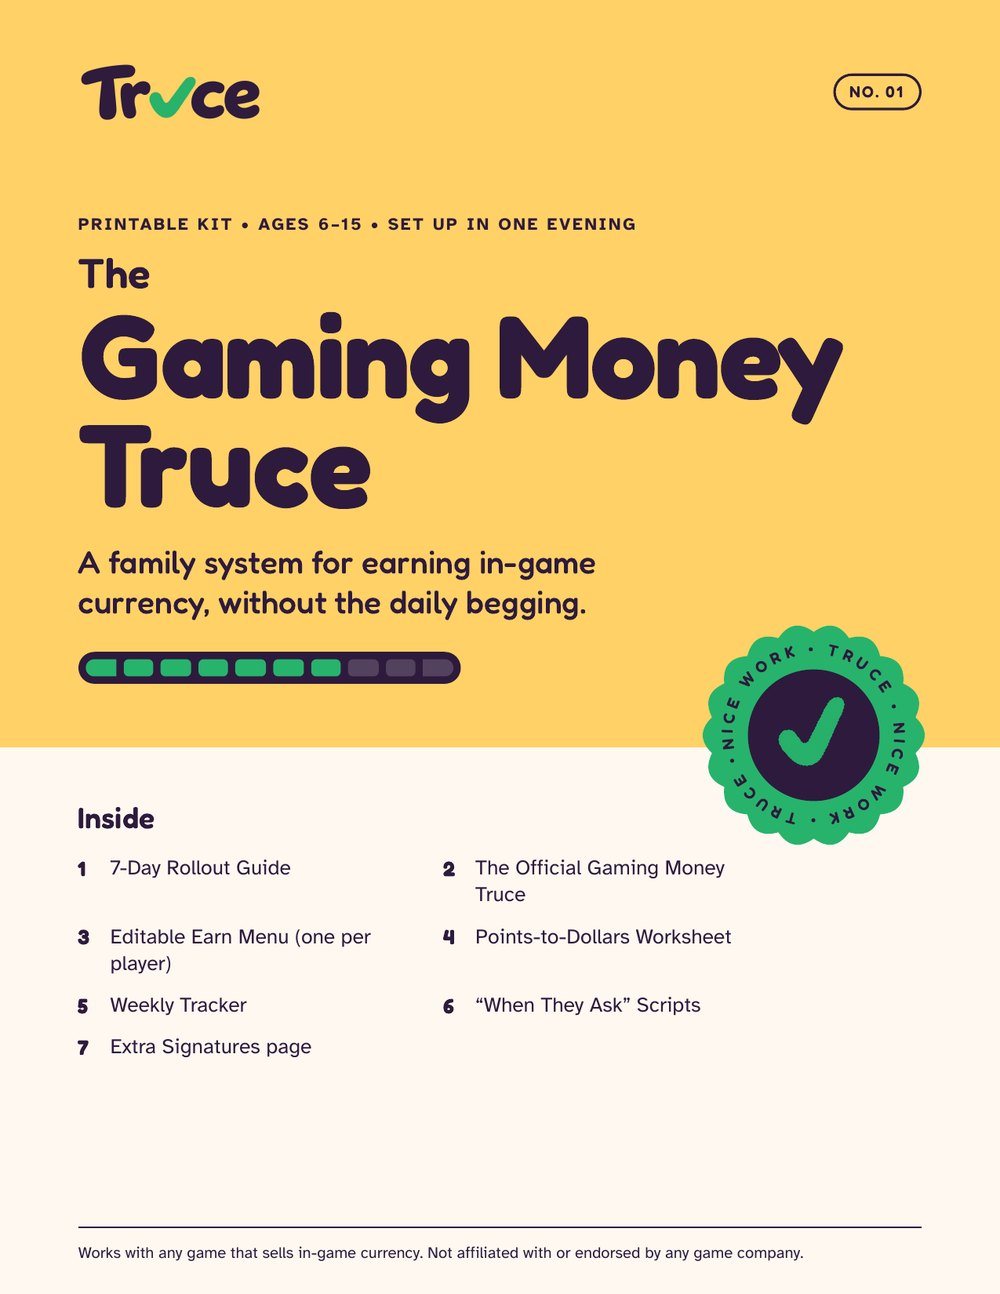 Truce
NO. 01
PRINTABLE KIT • AGES 6–15 • SET UP IN ONE EVENING
The
Gaming Money
Truce
A family system for earning in-game
currency, without the daily begging.
NICE WORK • TRUCE • NICE WORK • TRUCE •
Inside
1 7-Day Rollout Guide
2 The Official Gaming Money
Truce
3 Editable Earn Menu (one per
player)
4 Points-to-Dollars Worksheet
5 Weekly Tracker
6 “When They Ask” Scripts
7 Extra Signatures page
Works with any game that sells in-game currency. Not affiliated with or endorsed by any game company.